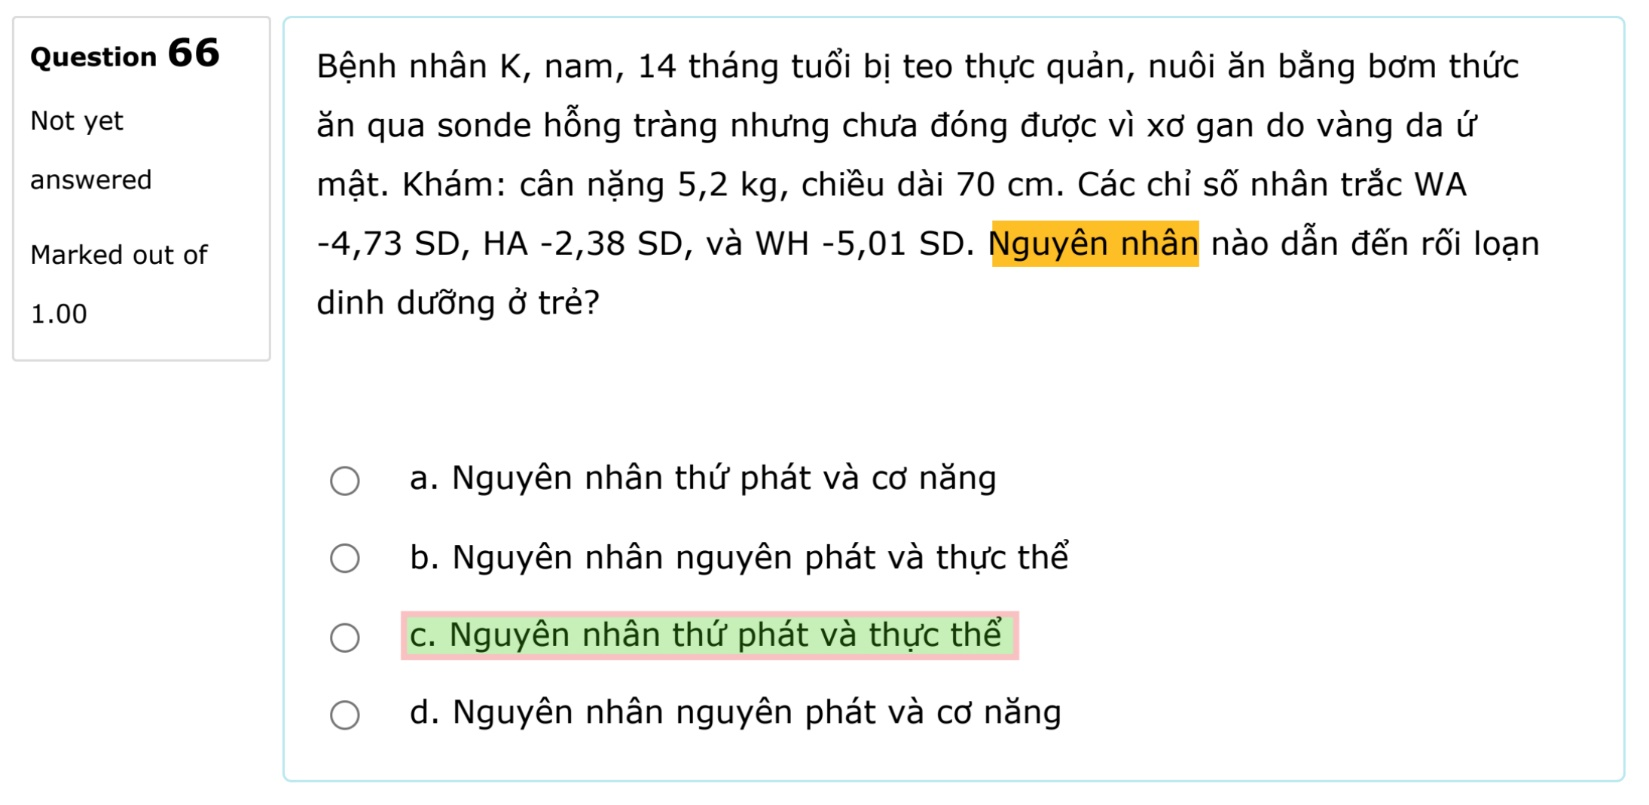 Question 66
Not yet
answered
Marked out of
1.00
Bệnh nhân K, nam, 14 tháng tuổi bị teo thực quản, nuôi ăn bằng bơm thức
ăn qua sonde hỗng tràng nhưng chưa đóng được vì xơ gan do vàng da ứ
mật. Khám: cân nặng 5,2 kg, chiều dài 70 cm. Các chỉ số nhân trắc WA
-4,73 SD, HA -2,38 SD, và WH -5,01 SD. Nguyên nhân nào dẫn đến rối loạn
dinh dưỡng ở trẻ?
a. Nguyên nhân thứ phát và cơ năng
b. Nguyên nhân nguyên phát và thực thể
c. Nguyên nhân thứ phát và thực thể
d. Nguyên nhân nguyên phát và cơ năng